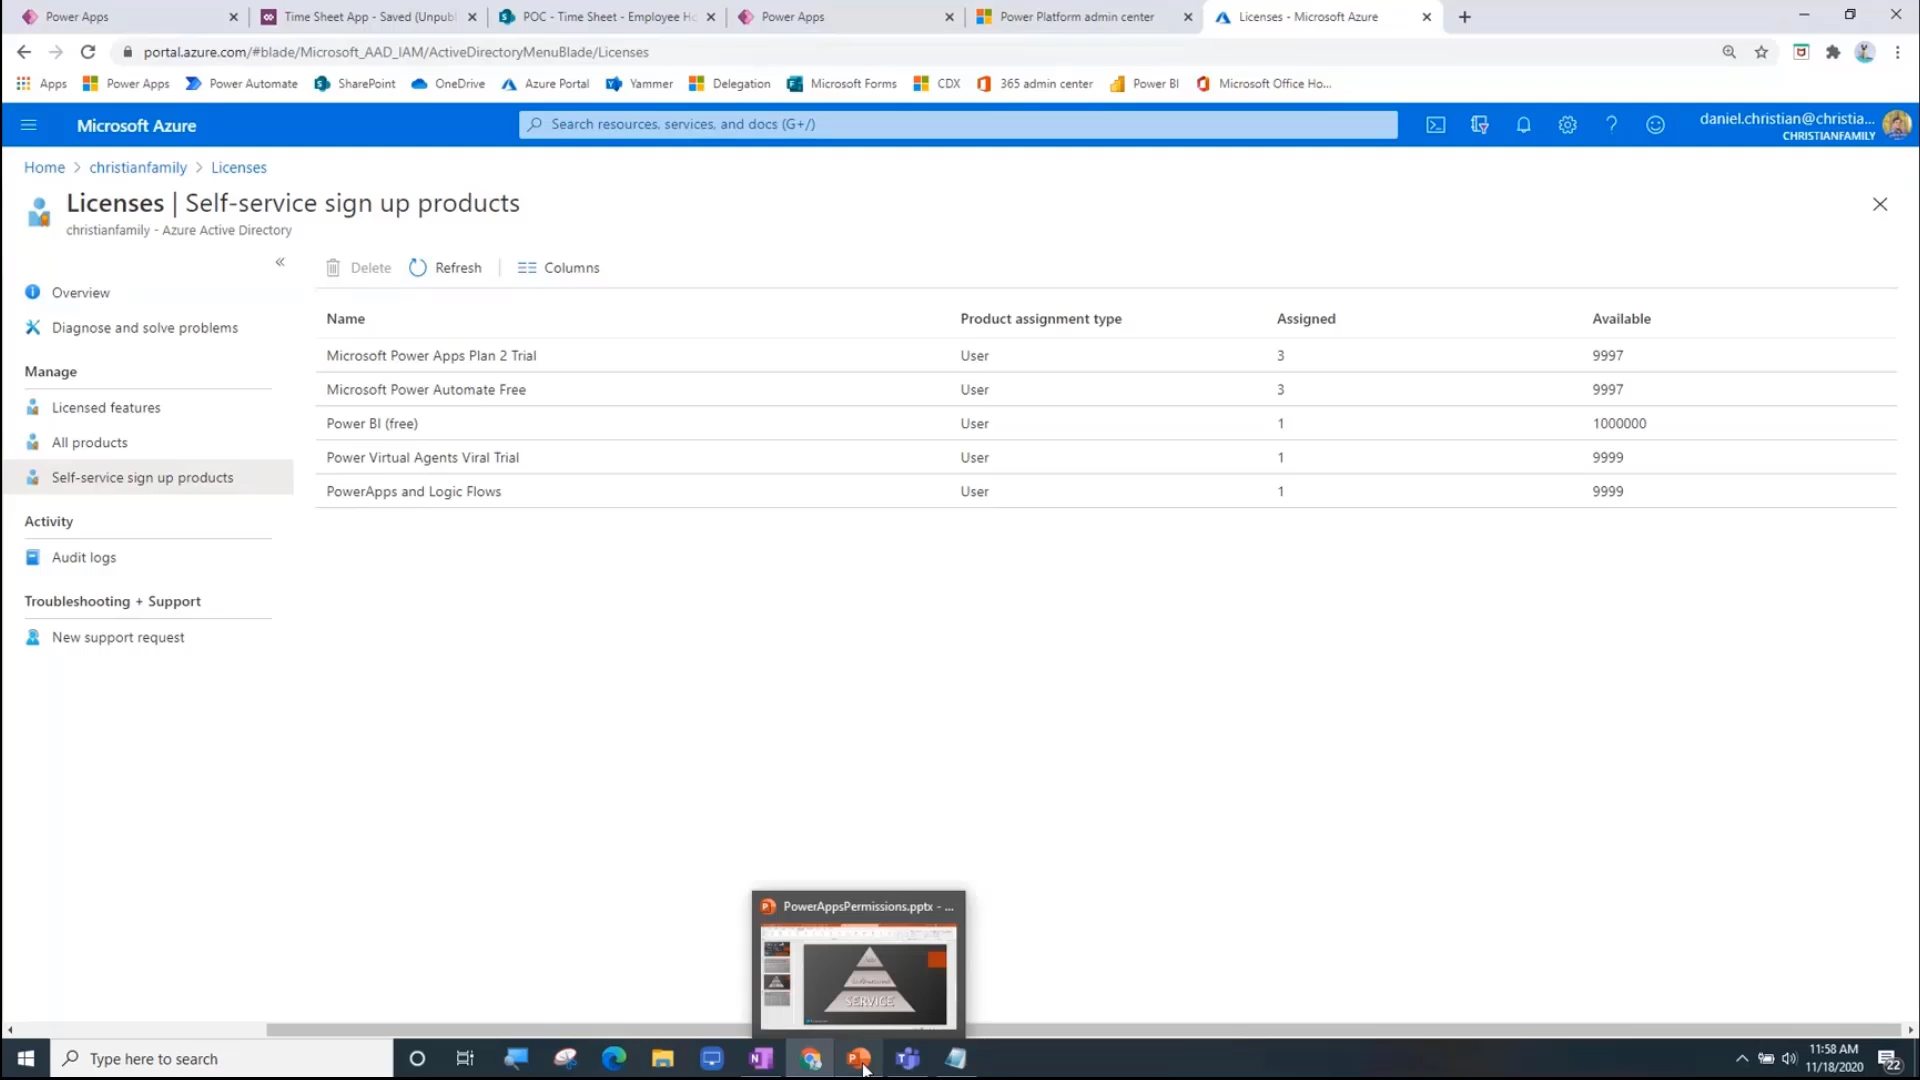 Power Apps
Time Sheet App - Saved (Unpubl
POC - Time Sheet - Employee Ho
Power Apps
Power Platform admin center
Licenses - Microsoft Azure
portal.azure.com/#blade/Microsoft_AAD_IAM/ActiveDirectoryMenuBlade/Licenses
Apps Power Apps Power Automate SharePoint OneDrive Azure Portal Yammer Delegation Microsoft Forms CDX 365 admin center Power BI Microsoft Office Ho...
Microsoft Azure
Search resources, services, and docs (G+/)
daniel.christian@christia...
CHRISTIANFAMILY
Home > christianfamily > Licenses
Licenses | Self-service sign up products
christianfamily - Azure Active Directory
Delete Refresh Columns
Overview
Diagnose and solve problems
Manage
Licensed features
All products
Self-service sign up products
Activity
Audit logs
Troubleshooting + Support
New support request
Name Product assignment type Assigned Available
Microsoft Power Apps Plan 2 Trial User 3 9997
Microsoft Power Automate Free User 3 9997
Power BI (free) User 1 1000000
Power Virtual Agents Viral Trial User 1 9999
PowerApps and Logic Flows User 1 9999
PowerAppsPermissions.pptx - ...
SERVICE
Type here to search
11:58 AM
11/18/2020
22